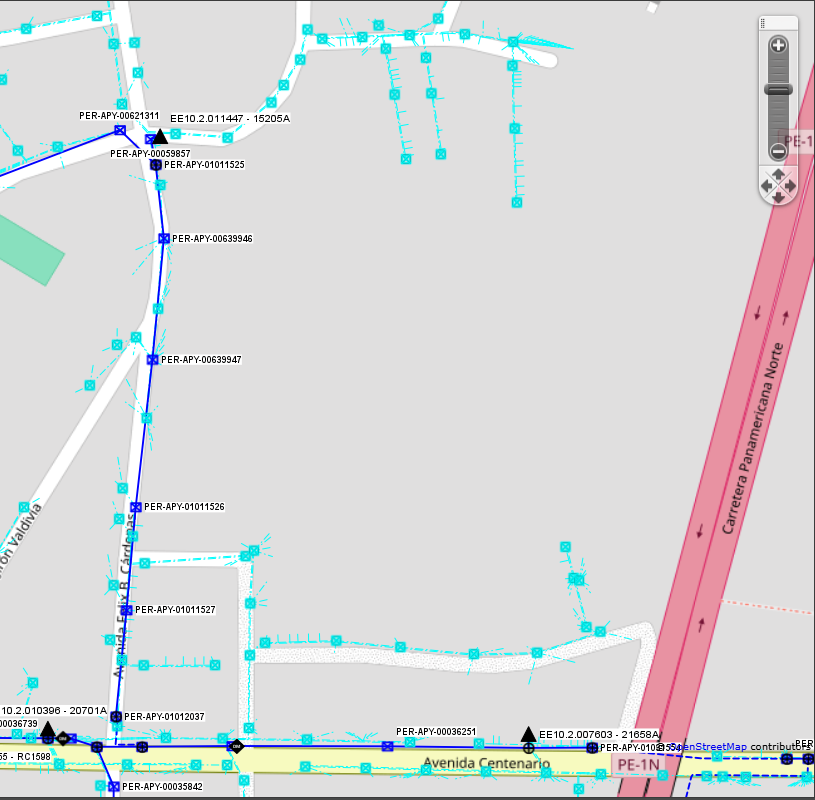 PER-APY-00621311
EE10.2.011447 - 15205A
PER-APY-00059857
PER-APY-01011525
PE-1
PER-APY-00639946
PER-APY-00639947
Carretera Panamericana Norte
PER-APY-01011526
Valdivia
Avenida Felix B. Cárdenas
PER-APY-01011527
10.2.010396 - 20701A
PER-APY-01012037
00036739
PER-APY-00036251
EE10.2.007603 - 21658A
OpenStreetMap contributors
PER
55 - RC1598
Avenida Centenario
PE-1N
PER-APY-00035842